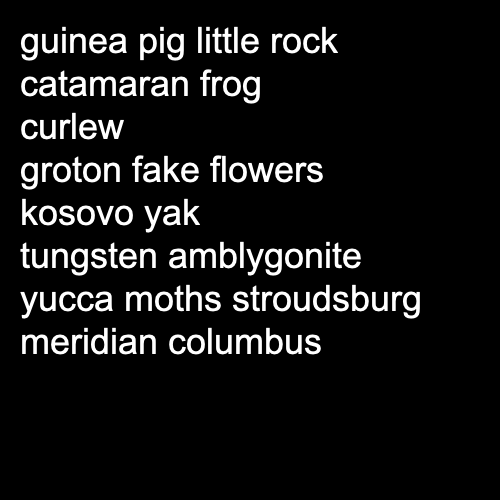 guinea pig little rock
catamaran frog
curlew
groton fake flowers
kosovo yak
tungsten amblygonite
yucca moths stroudsburg
meridian columbus